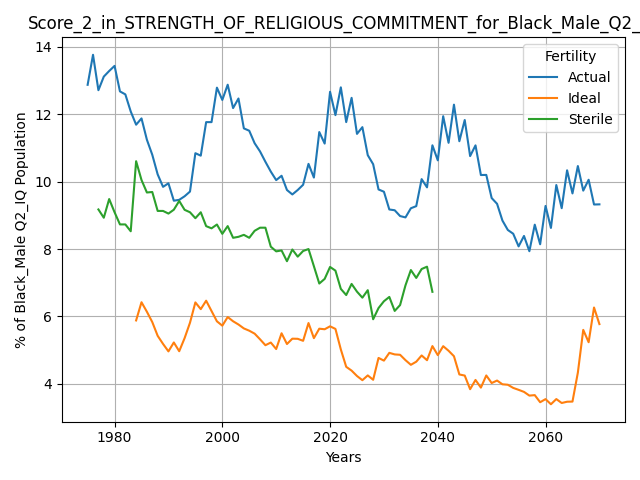 Score_2_in_STRENGTH_OF_RELIGIOUS_COMMITMENT_for_Black_Male_Q2_
Fertility
Actual
Ideal
Sterile
% of Black_Male Q2_IQ Population
14
12
10
8
6
4
1980 2000 2020 2040 2060
Years